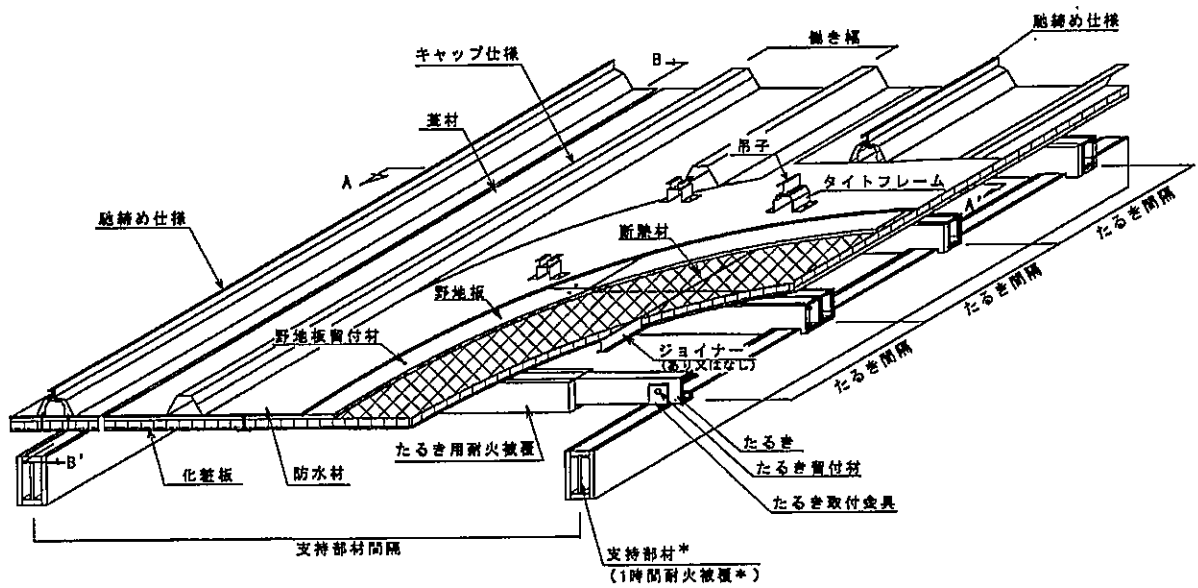 馳締め仕様
働き幅
キャップ仕様
B
葺材
吊子
A
タイトフレーム
A'
馳締め仕様
断熱材
たるき間隔
野地板
たるき間隔
野地板留付材
ジョイナー
(あり又はなし)
たるき間隔
たるき用耐火被覆
たるき
B'
化粧板
防水材
たるき留付材
たるき取付金具
支持部材間隔
支持部材*
(1時間耐火被覆*)